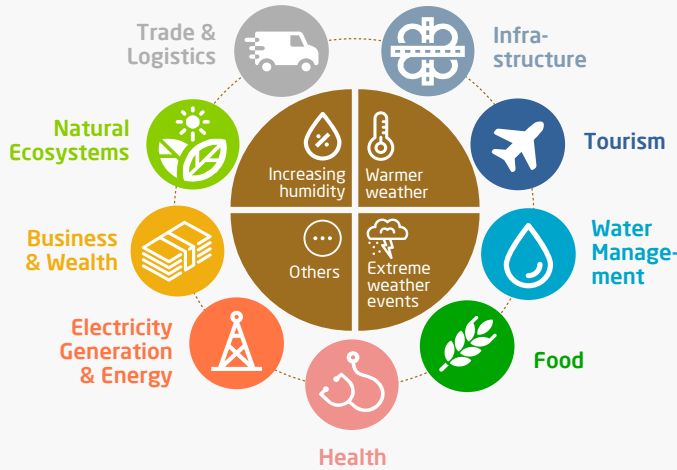 Trade &
Logistics
Infra-
structure
Natural
Ecosystems
Tourism
Increasing
humidity
Warmer
weather
Business
& Wealth
Water
Manage-
ment
Others
Extreme
weather
events
Electricity
Generation
& Energy
Food
Health